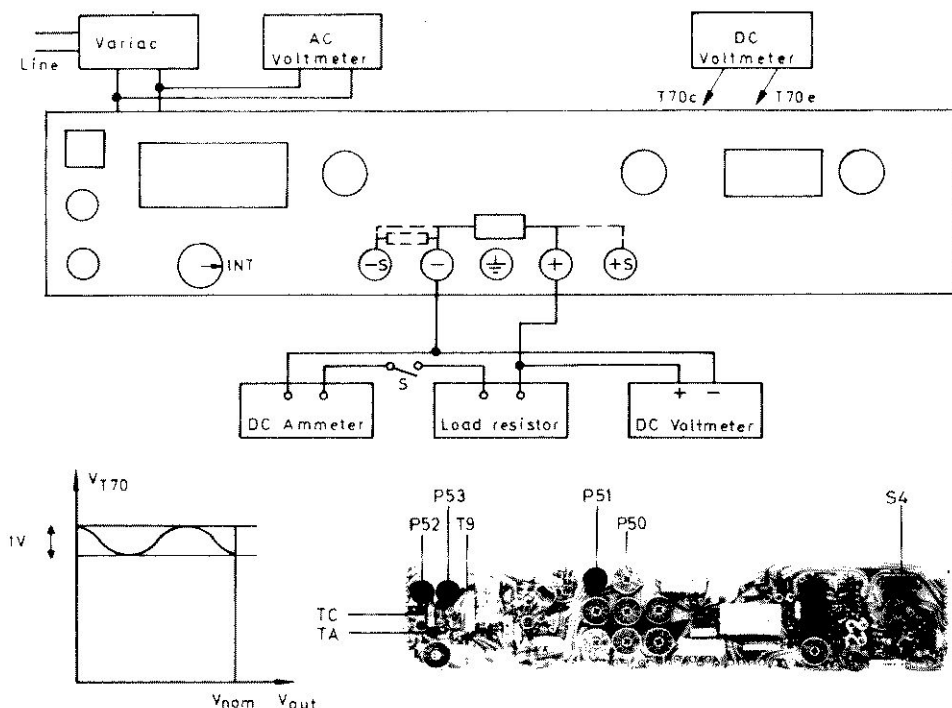 Variac
AC Voltmeter
DC Voltmeter
Line
T70c
T70e
INT
-S
-
+
+S
S
+ -
DC Ammeter
Load resistor
DC Voltmeter
VT70
1V
Vnom
Vout
P53
P51
S4
P52
T9
P50
TC
TA